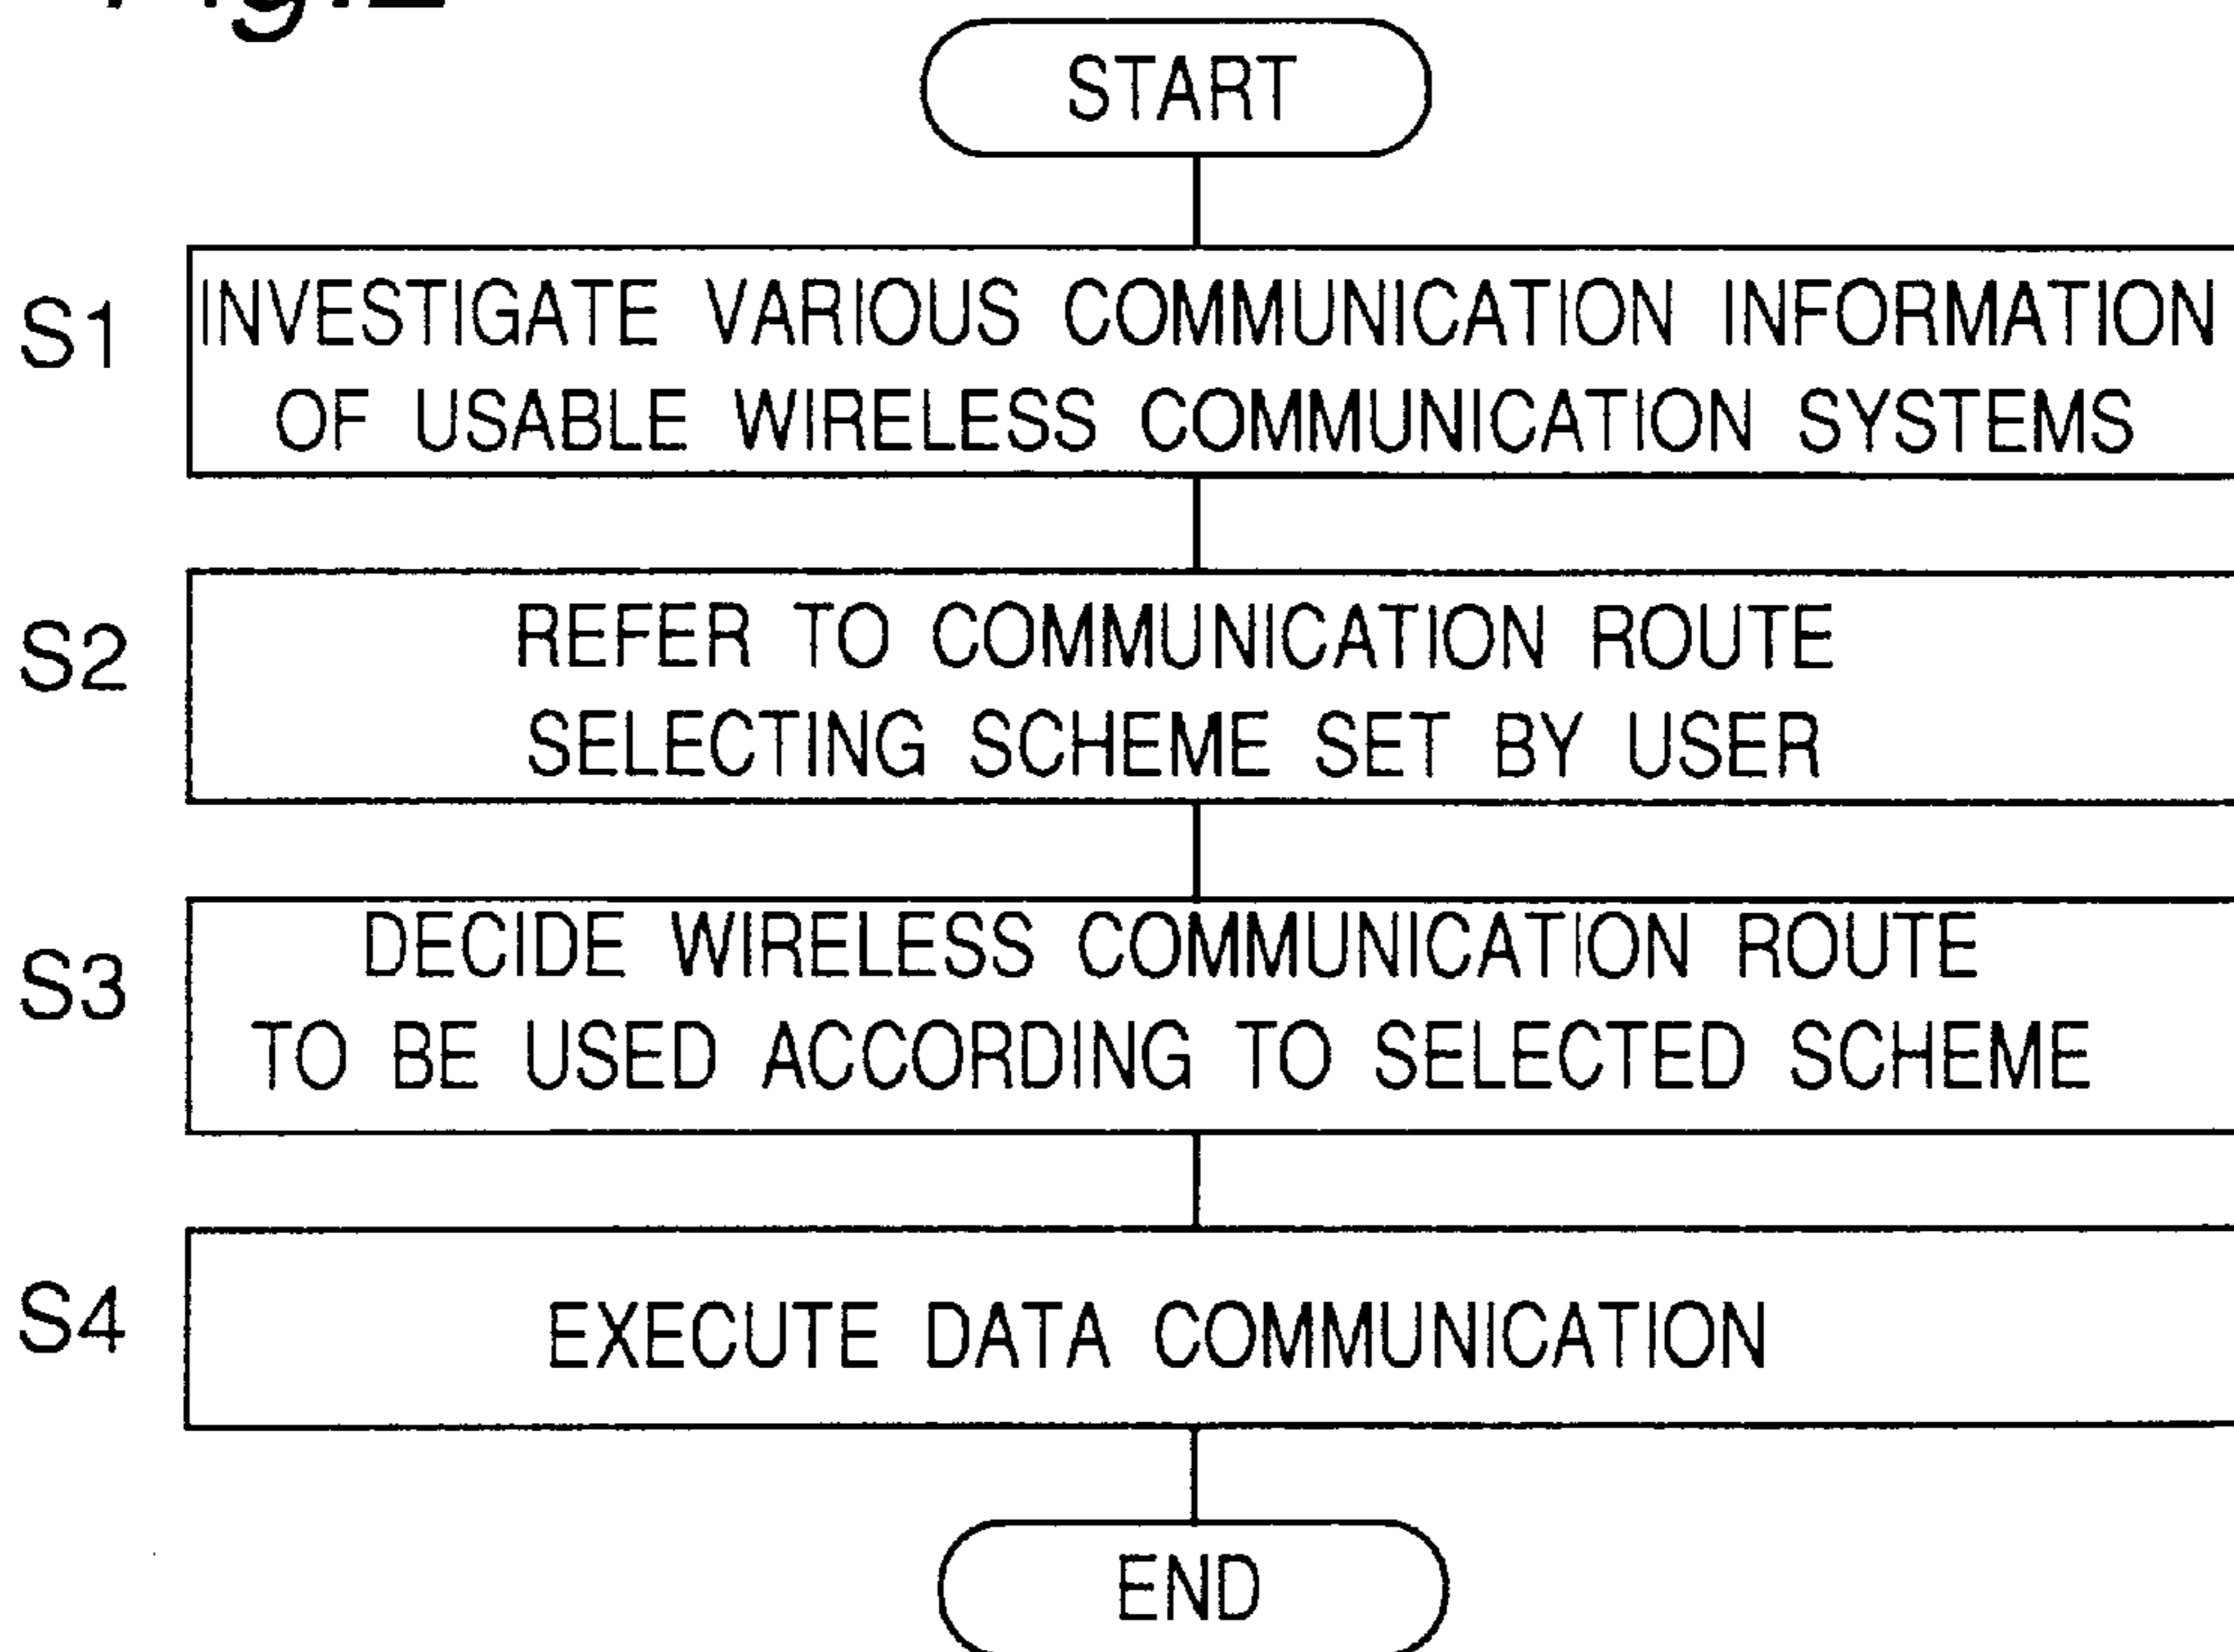 START
S1
INVESTIGATE VARIOUS COMMUNICATION INFORMATION
OF USABLE WIRELESS COMMUNICATION SYSTEMS
S2
REFER TO COMMUNICATION ROUTE
SELECTING SCHEME SET BY USER
S3
DECIDE WIRELESS COMMUNICATION ROUTE
TO BE USED ACCORDING TO SELECTED SCHEME
S4
EXECUTE DATA COMMUNICATION
END